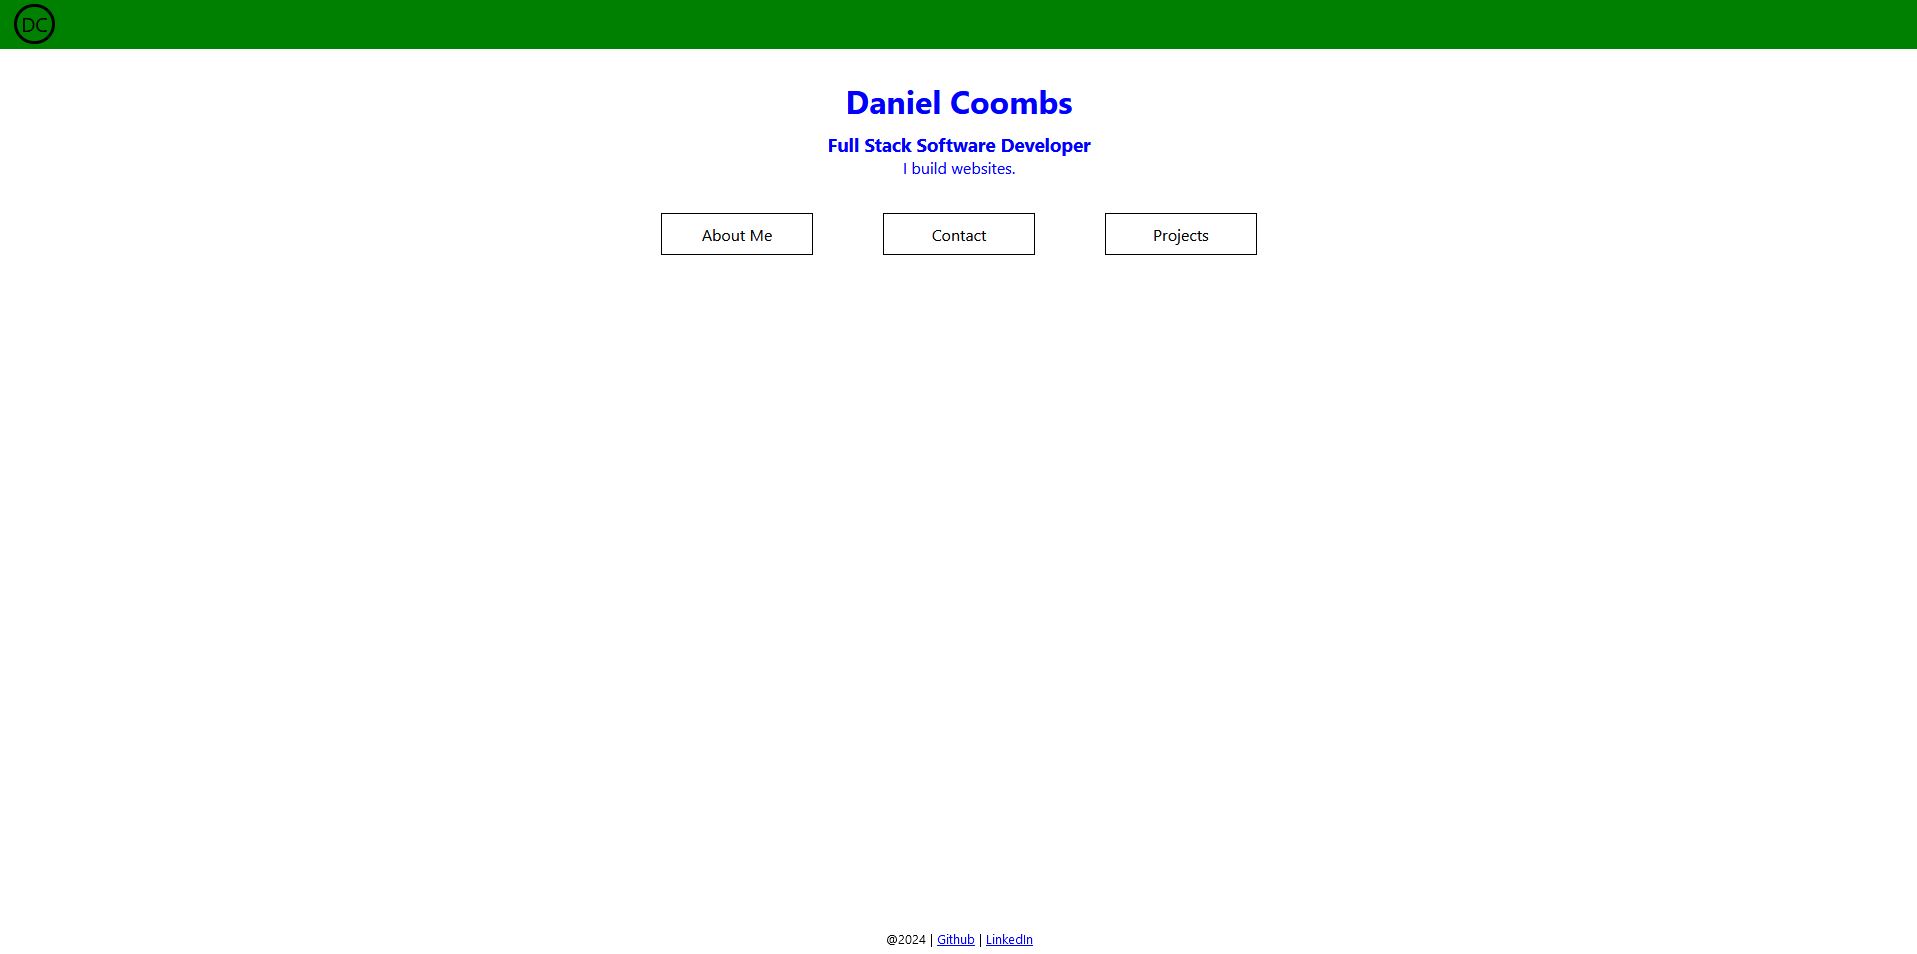 DC
Daniel Coombs
Full Stack Software Developer
I build websites.
About Me Contact Projects
@2024 | Github | LinkedIn